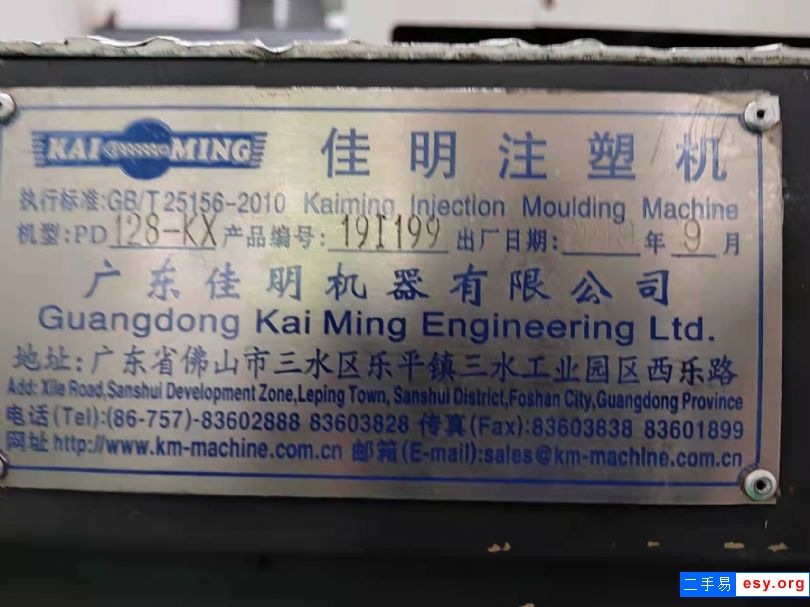 KAI MING 佳明注塑机
执行标准:GB/T 25156-2010 Kaiming Injection Moulding Machine
机型:PD 128-KX 产品编号: 19I199 出厂日期: 年 9 月
广东佳明机器有限公司
Guangdong Kai Ming Engineering Ltd.
地址:广东省佛山市三水区乐平镇三水工业园区西乐路
Add: Xile Road,Sanshui Development Zone,Leping Town, Sanshui District,Foshan City,Guangdong Province
电话(Tel):(86-757)-83602888 83603828 传真(Fax):83603838 83601899
网址 http://www.km-machine.com.cn 邮箱(E-mail):sales@km-machine.com.cn
二手易 esy.org